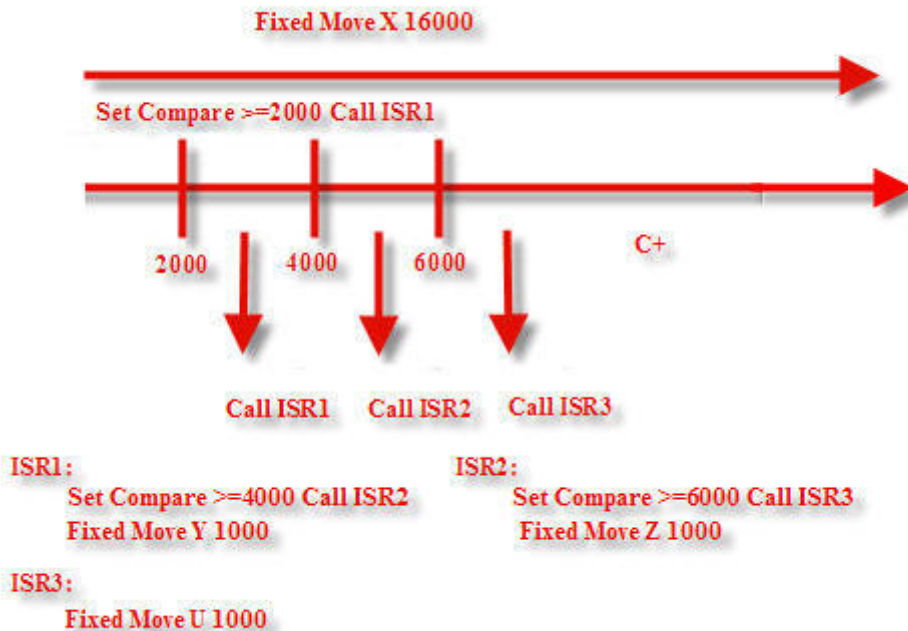 Fixed Move X 16000
Set Compare >=2000 Call ISR1
2000 4000 6000 C+
Call ISR1 Call ISR2 Call ISR3
ISR1:
Set Compare >=4000 Call ISR2
Fixed Move Y 1000
ISR2:
Set Compare >=6000 Call ISR3
Fixed Move Z 1000
ISR3:
Fixed Move U 1000